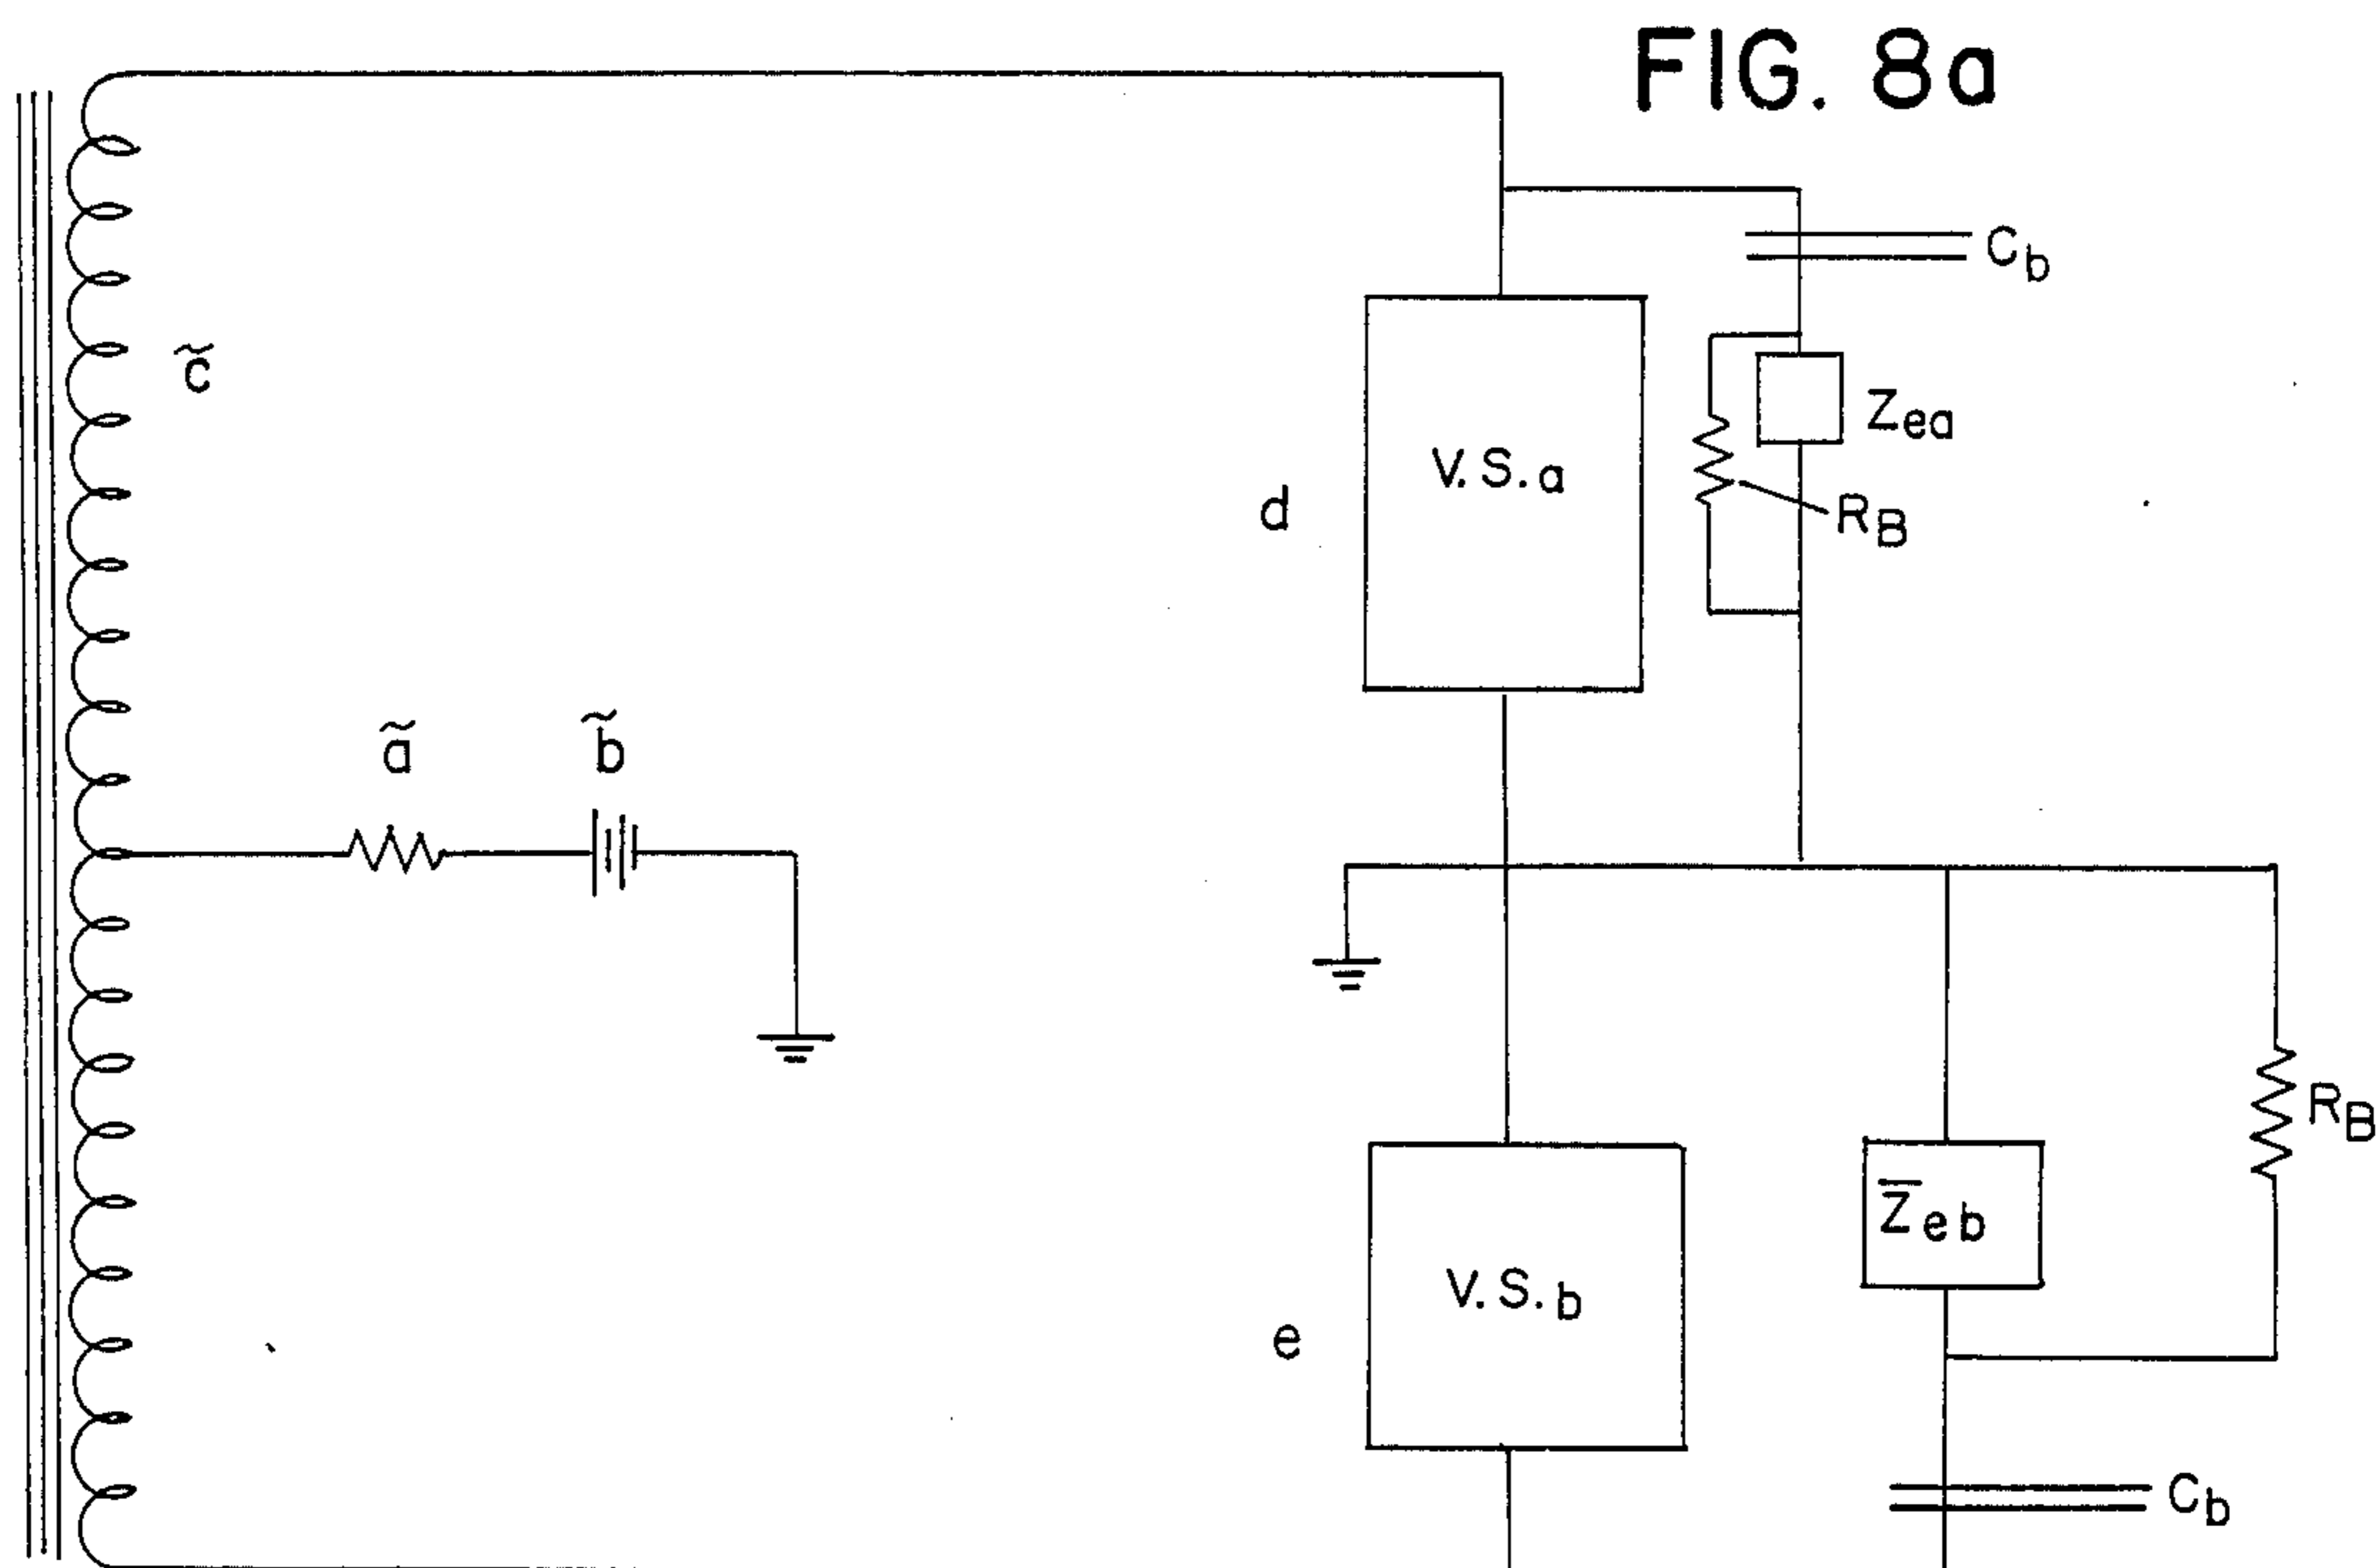 FIG. 8a
C_b
c̃
Z_ea
V.S._a
d
R_B
ã
b̃
R_B
Z̅_eb
V.S._b
e
C_b